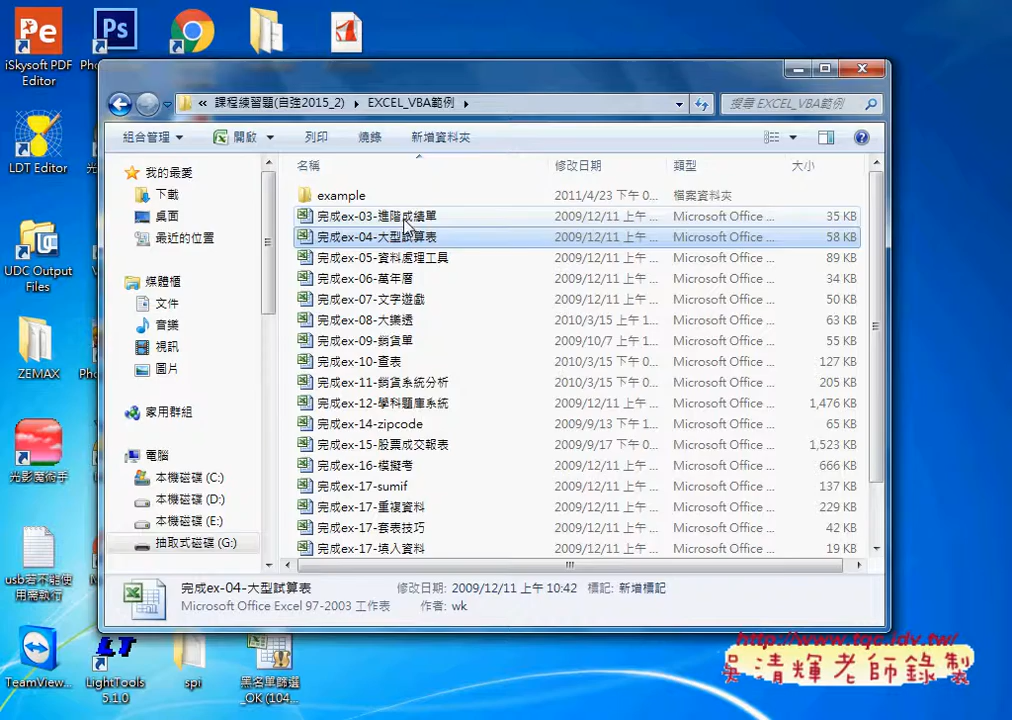 iSkysoft PDF
Editor
LDT Editor
UDC Output
Files
ZEMAX
光影魔術手
usb若不能使
用需執行
TeamView...
LightTools
5.1.0
spi
黑名單篩選
_OK (104...
« 課程練習題(自強2015_2) ▸ EXCEL_VBA範例 ▸
搜尋 EXCEL_VBA範例
組合管理 開啟 列印 燒錄 新增資料夾
我的最愛
下載
桌面
最近的位置
媒體櫃
文件
音樂
視訊
圖片
家用群組
電腦
本機磁碟 (C:)
本機磁碟 (D:)
本機磁碟 (E:)
抽取式磁碟 (G:)
名稱 修改日期 類型 大小
example 2011/4/23 下午 0... 檔案資料夾
完成ex-03-進階成績單 2009/12/11 上午 ... Microsoft Office ... 35 KB
完成ex-04-大型試算表 2009/12/11 上午 ... Microsoft Office ... 58 KB
完成ex-05-資料處理工具 2009/12/11 上午 ... Microsoft Office ... 89 KB
完成ex-06-萬年曆 2009/12/11 上午 ... Microsoft Office ... 34 KB
完成ex-07-文字遊戲 2009/12/11 上午 ... Microsoft Office ... 50 KB
完成ex-08-大樂透 2010/3/15 上午 1... Microsoft Office ... 63 KB
完成ex-09-銷貨單 2009/10/7 上午 1... Microsoft Office ... 55 KB
完成ex-10-查表 2010/3/15 下午 0... Microsoft Office ... 127 KB
完成ex-11-銷貨系統分析 2010/3/15 下午 0... Microsoft Office ... 205 KB
完成ex-12-學科題庫系統 2009/12/11 上午 ... Microsoft Office ... 1,476 KB
完成ex-14-zipcode 2009/9/13 下午 1... Microsoft Office ... 65 KB
完成ex-15-股票成交報表 2009/9/17 下午 0... Microsoft Office ... 1,523 KB
完成ex-16-模擬考 2009/12/11 上午 ... Microsoft Office ... 666 KB
完成ex-17-sumif 2009/12/11 上午 ... Microsoft Office ... 137 KB
完成ex-17-重複資料 2009/12/11 上午 ... Microsoft Office ... 229 KB
完成ex-17-套表技巧 2009/12/11 上午 ... Microsoft Office ... 42 KB
完成ex-17-填入資料 2009/12/11 上午 ... Microsoft Office ... 19 KB
完成ex-04-大型試算表 修改日期: 2009/12/11 上午 10:42 標記: 新增標記
Microsoft Office Excel 97-2003 工作表 作者: wk
http://www.tqc.idv.tw/
吳清輝老師錄製